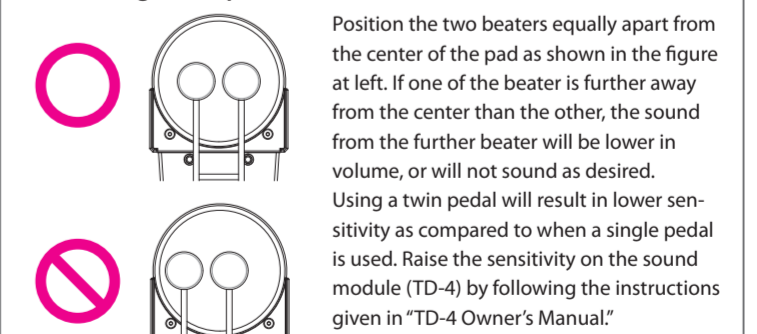 Position the two beaters equally apart from
the center of the pad as shown in the figure
at left. If one of the beater is further away
from the center than the other, the sound
from the further beater will be lower in
volume, or will not sound as desired.
Using a twin pedal will result in lower sen-
sitivity as compared to when a single pedal
is used. Raise the sensitivity on the sound
module (TD-4) by following the instructions
given in “TD-4 Owner’s Manual.”